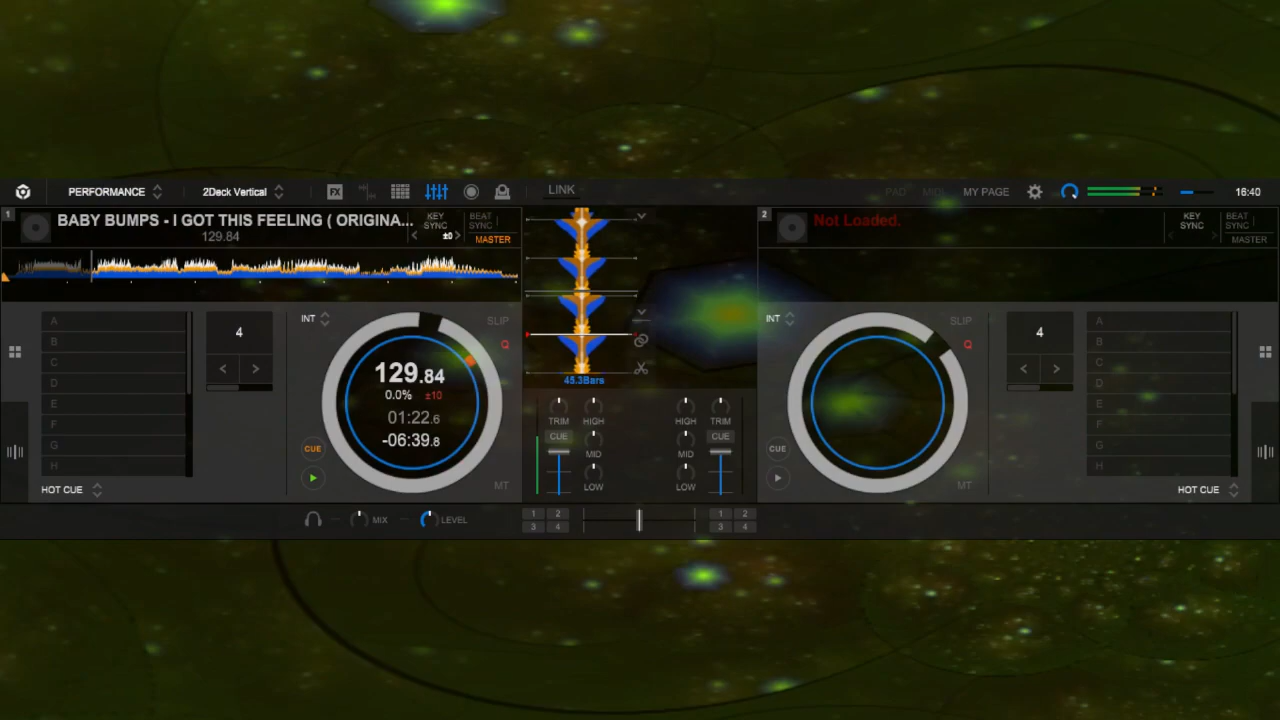 PERFORMANCE 2Deck Vertical FX LINK PAD MIDI MY PAGE 16:40
1 BABY BUMPS - I GOT THIS FEELING ( ORIGINA... KEY SYNC BEAT SYNC
129.84 ±0 MASTER
2 Not Loaded. KEY SYNC BEAT SYNC
MASTER
A
B
C
D
E
F
G
H
HOT CUE
4
INT SLIP
Q
129.84
0.0% ±10
01:22.6
-06:39.8
CUE
MT
45.3Bars
TRIM HIGH HIGH TRIM
CUE CUE
MID MID
LOW LOW
INT SLIP
Q
CUE
MT
4
A
B
C
D
E
F
G
H
HOT CUE
MIX LEVEL
1 2 1 2
3 4 3 4